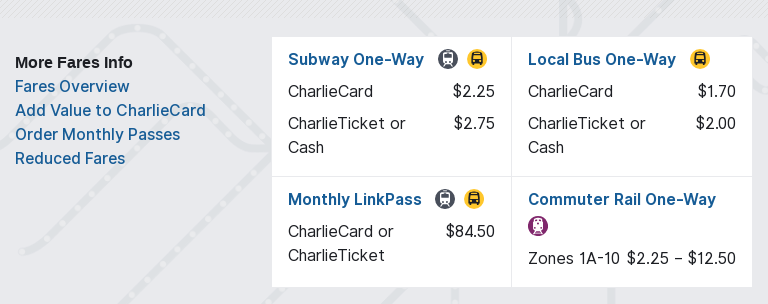 More Fares Info
Fares Overview
Add Value to CharlieCard
Order Monthly Passes
Reduced Fares
Subway One-Way
CharlieCard $2.25
CharlieTicket or $2.75
Cash
Local Bus One-Way
CharlieCard $1.70
CharlieTicket or $2.00
Cash
Monthly LinkPass
CharlieCard or $84.50
CharlieTicket
Commuter Rail One-Way
Zones 1A-10 $2.25 – $12.50